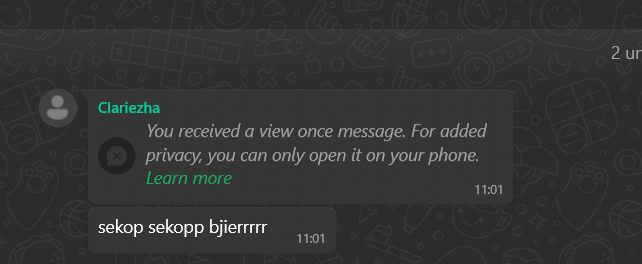 2 ur
Clariezha
You received a view once message. For added
privacy, you can only open it on your phone.
Learn more
11:01
sekop sekopp bjierrrrr
11:01